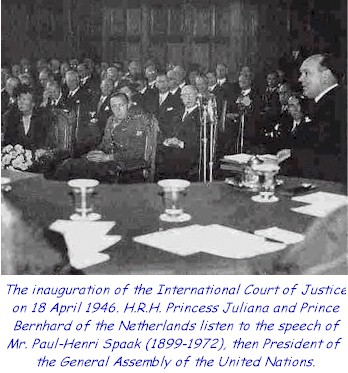 The inauguration of the International Court of Justice
on 18 April 1946. H.R.H. Princess Juliana and Prince
Bernhard of the Netherlands listen to the speech of
Mr. Paul-Henri Spaak (1899-1972), then President of
the General Assembly of the United Nations.